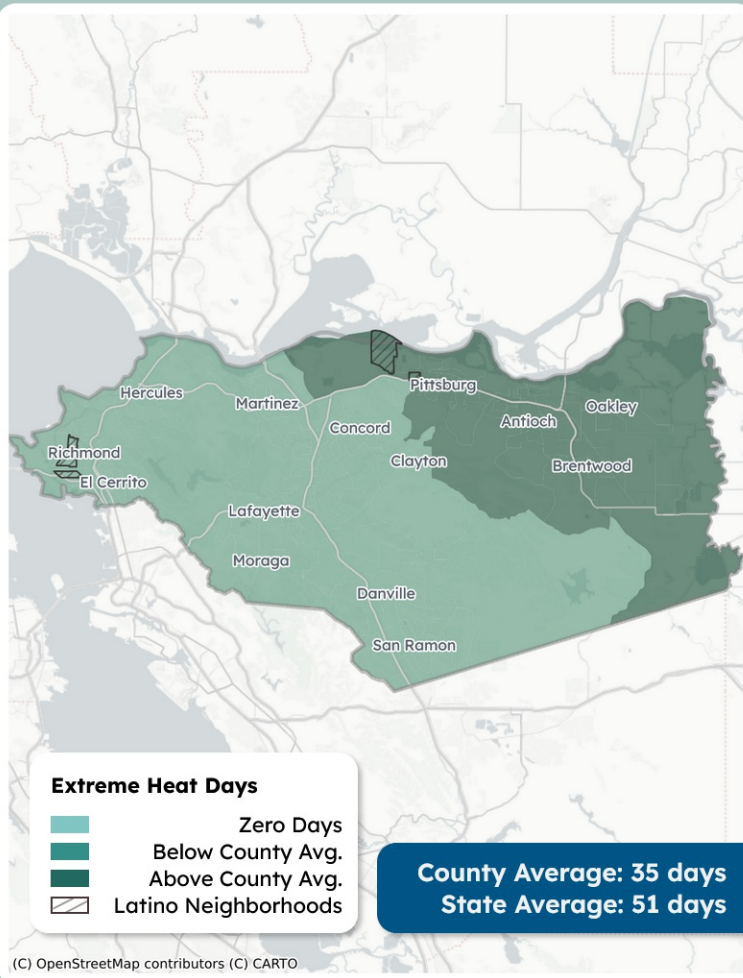 Hercules
Martinez
Pittsburg
Oakley
Antioch
Concord
Richmond
Clayton
Brentwood
El Cerrito
Lafayette
Moraga
Danville
San Ramon
Extreme Heat Days
Zero Days
Below County Avg.
Above County Avg.
Latino Neighborhoods
County Average: 35 days
State Average: 51 days
(C) OpenStreetMap contributors (C) CARTO